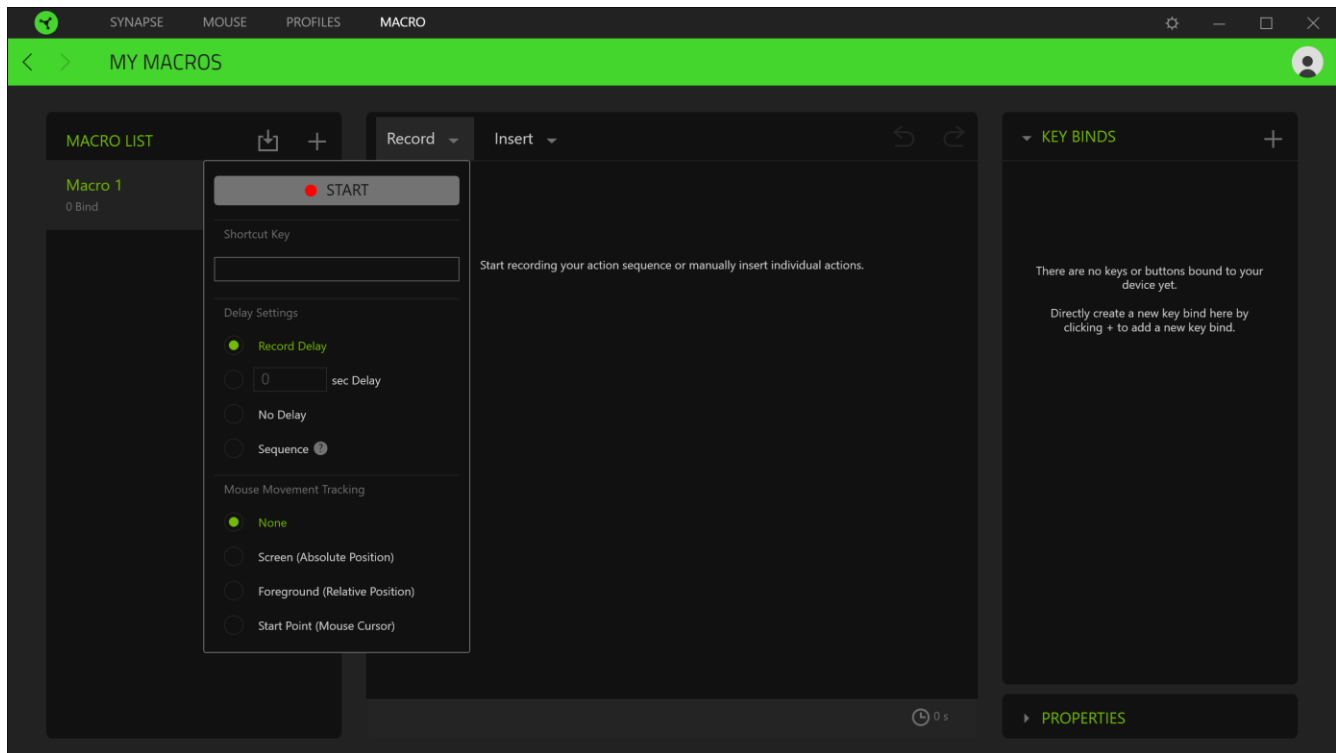 SYNAPSE MOUSE PROFILES MACRO
MY MACROS
MACRO LIST
Macro 1
0 Bind
Record Insert
START
Shortcut Key
Delay Settings
Record Delay
0 sec Delay
No Delay
Sequence ?
Mouse Movement Tracking
None
Screen (Absolute Position)
Foreground (Relative Position)
Start Point (Mouse Cursor)
Start recording your action sequence or manually insert individual actions.
0 s
KEY BINDS
There are no keys or buttons bound to your
device yet.
Directly create a new key bind here by
clicking + to add a new key bind.
PROPERTIES